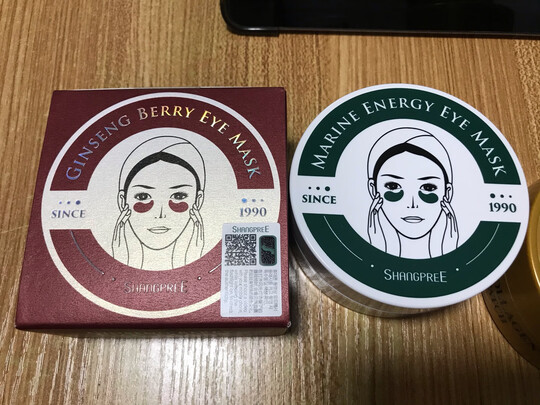 GINSENG BERRY EYE MASK
SINCE
1990
SHANGPREE
SHANGPREE
MARINE ENERGY EYE MASK
SINCE
1990
SHANGPREE